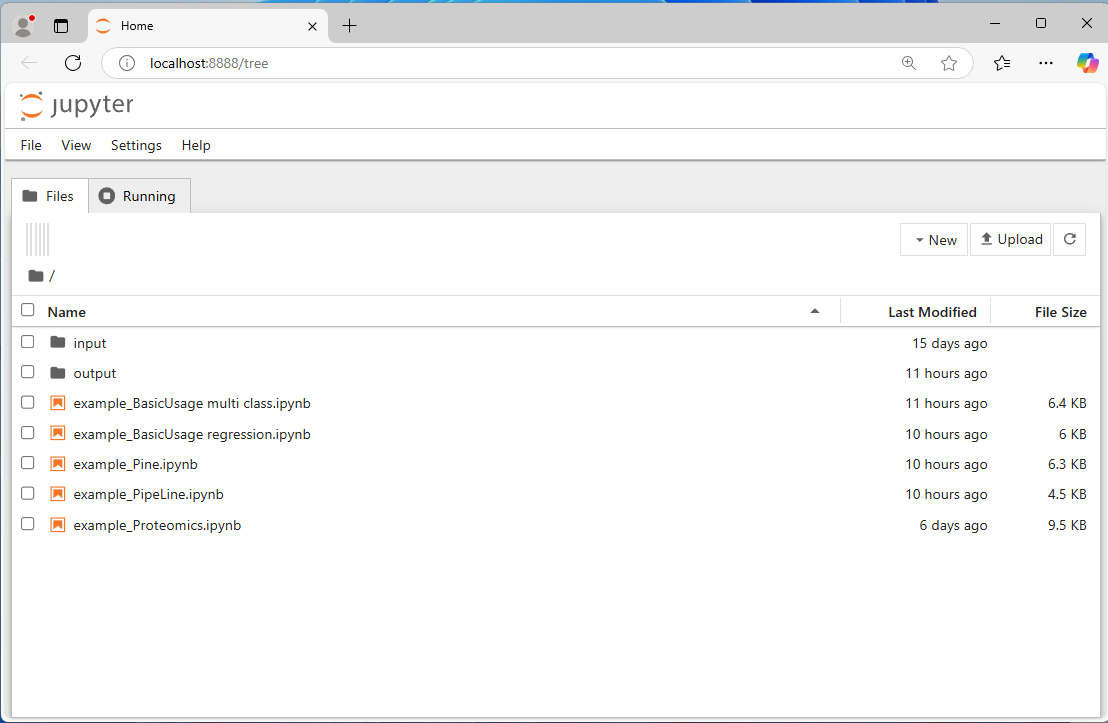 Home
localhost:8888/tree
jupyter
File View Settings Help
Files Running
New Upload
/
Name Last Modified File Size
input 15 days ago
output 11 hours ago
example_BasicUsage multi class.ipynb 11 hours ago 6.4 KB
example_BasicUsage regression.ipynb 10 hours ago 6 KB
example_Pine.ipynb 10 hours ago 6.3 KB
example_PipeLine.ipynb 10 hours ago 4.5 KB
example_Proteomics.ipynb 6 days ago 9.5 KB